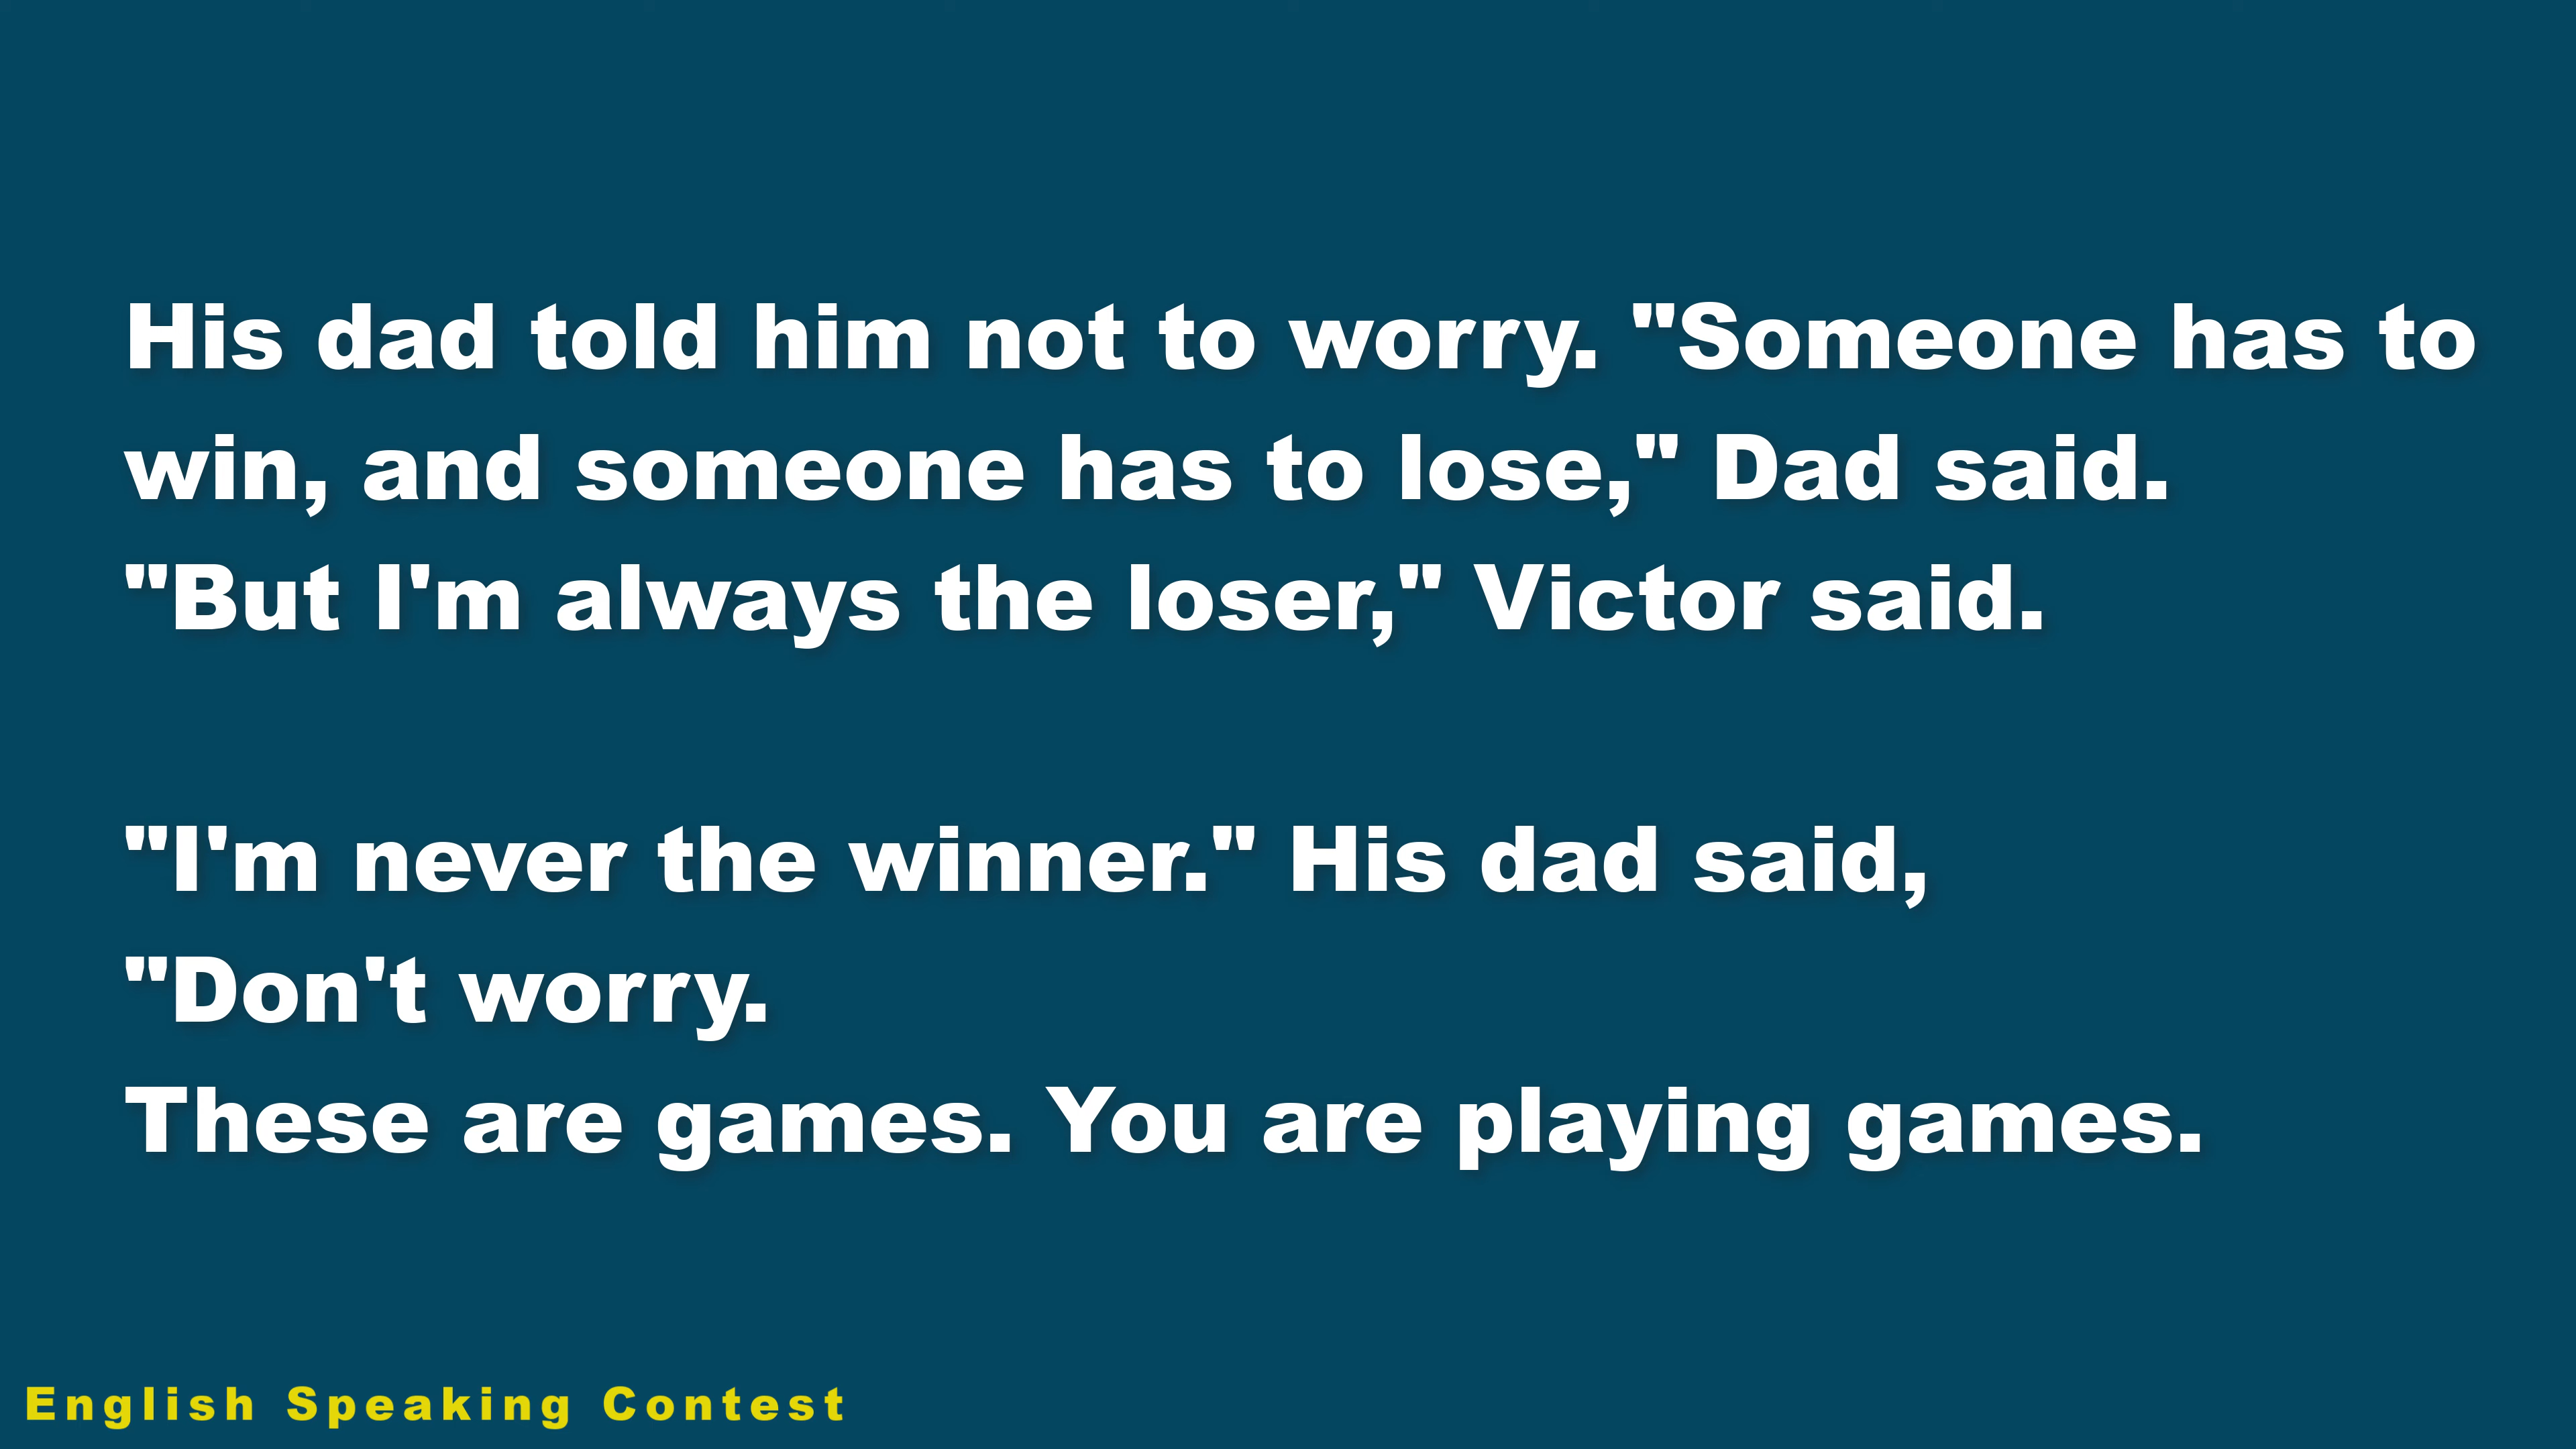 His dad told him not to worry. "Someone has to
win, and someone has to lose," Dad said.
"But I'm always the loser," Victor said.
"I'm never the winner." His dad said,
"Don't worry.
These are games. You are playing games.
English Speaking Contest